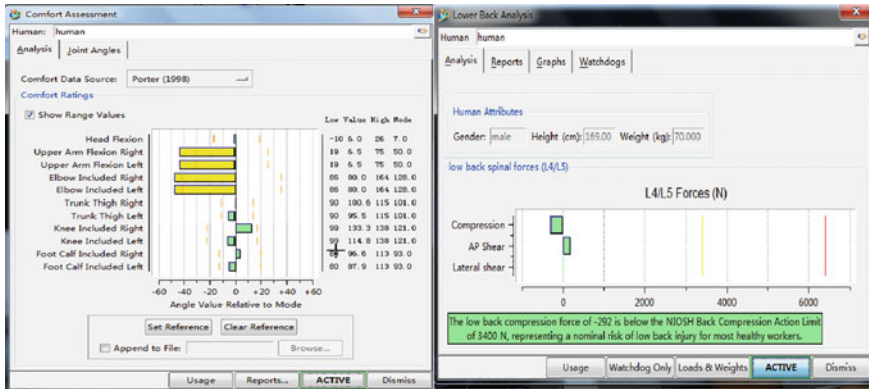 Comfort Assessment
Human: human
Analysis Joint Angles
Comfort Data Source: Porter (1998)
Comfort Ratings
Show Range Values
Low Value High Mode
Head Flexion -16 6.0 26 7.0
Upper Arm Flexion Right 19 6.5 75 50.0
Upper Arm Flexion Left 19 6.5 75 50.0
Elbow Included Right 86 80.0 164 128.0
Elbow Included Left 86 80.0 164 128.0
Trunk Thigh Right 90 100.6 115 101.0
Trunk Thigh Left 90 95.5 115 101.0
Knee Included Right 99 133.3 138 121.0
Knee Included Left 99 114.8 138 121.0
Foot Calf Included Right 96.6 113 93.0
Foot Calf Included Left 80 87.9 113 93.0
-60 -40 -20 0 +20 +40 +60
Angle Value Relative to Mode
Set Reference Clear Reference
Append to File: Browse...
Usage Reports... ACTIVE Dismiss
Lower Back Analysis
Human human
Analysis Reports Graphs Watchdogs
Human Attributes
Gender: male Height (cm): 169.00 Weight (kg): 70.000
low back spinal forces (L4/L5)
L4/L5 Forces (N)
Compression
AP Shear
Lateral shear
0 2000 4000 6000
The low back compression force of -292 is below the NIOSH Back Compression Action Limit
of 3400 N, representing a nominal risk of low back injury for most healthy workers.
Usage Watchdog Only Loads & Weights ACTIVE Dismiss